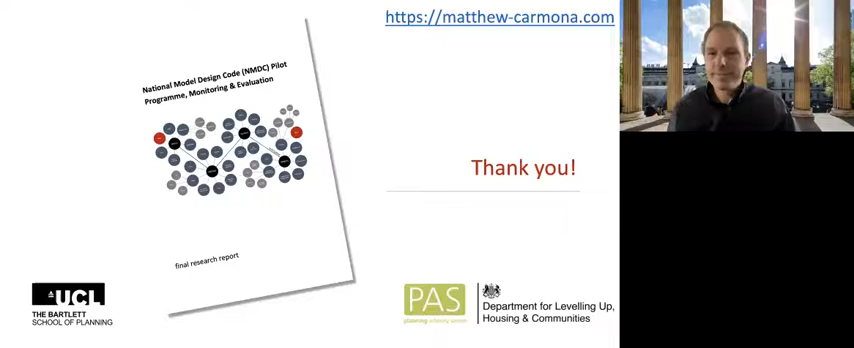 https://matthew-carmona.com
National Model Design Code (NMDC) Pilot
Programme, Monitoring & Evaluation
Thank you!
final research report
UCL
THE BARTLETT
SCHOOL OF PLANNING
PAS
planning advisory service
Department for Levelling Up,
Housing & Communities